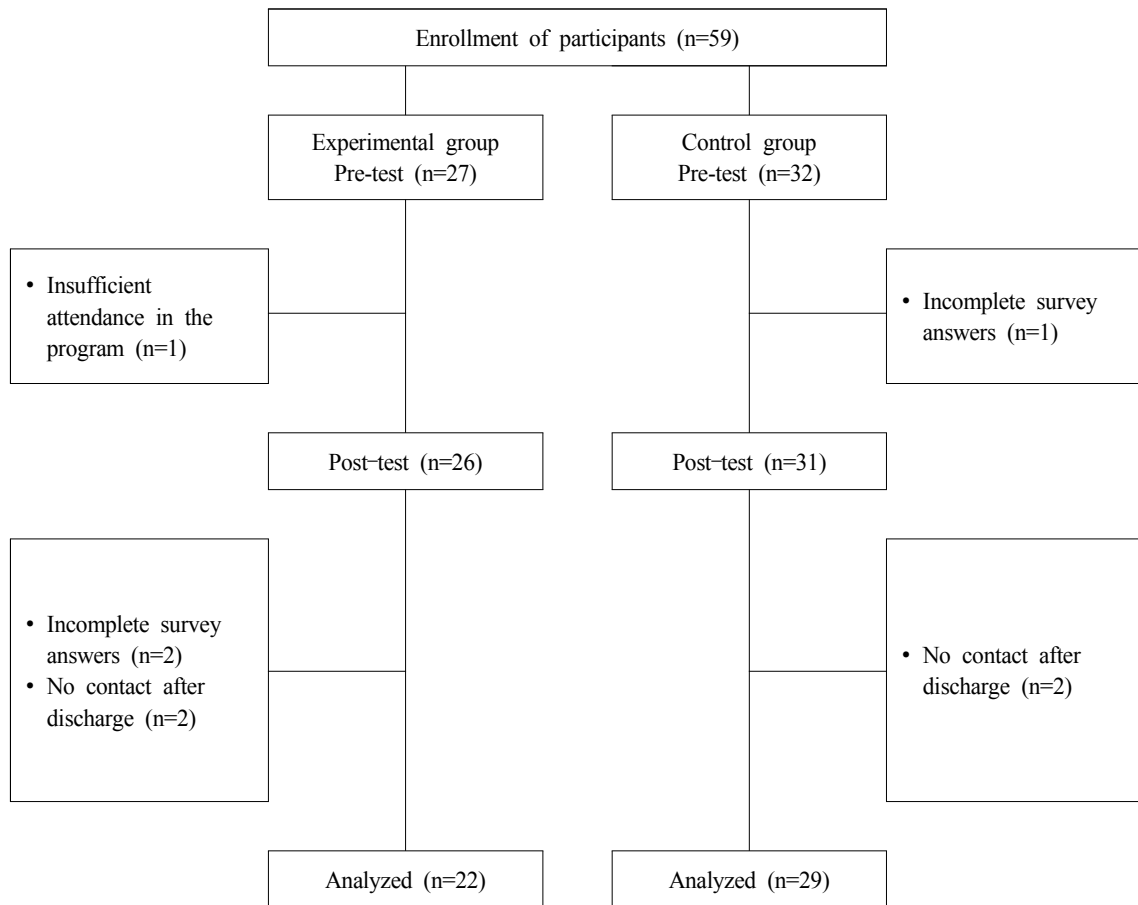 Enrollment of participants (n=59)
Experimental group
Pre-test (n=27)
Control group
Pre-test (n=32)
• Insufficient
attendance in the
program (n=1)
• Incomplete survey
answers (n=1)
Post-test (n=26)
Post-test (n=31)
• Incomplete survey
answers (n=2)
• No contact after
discharge (n=2)
• No contact after
discharge (n=2)
Analyzed (n=22)
Analyzed (n=29)